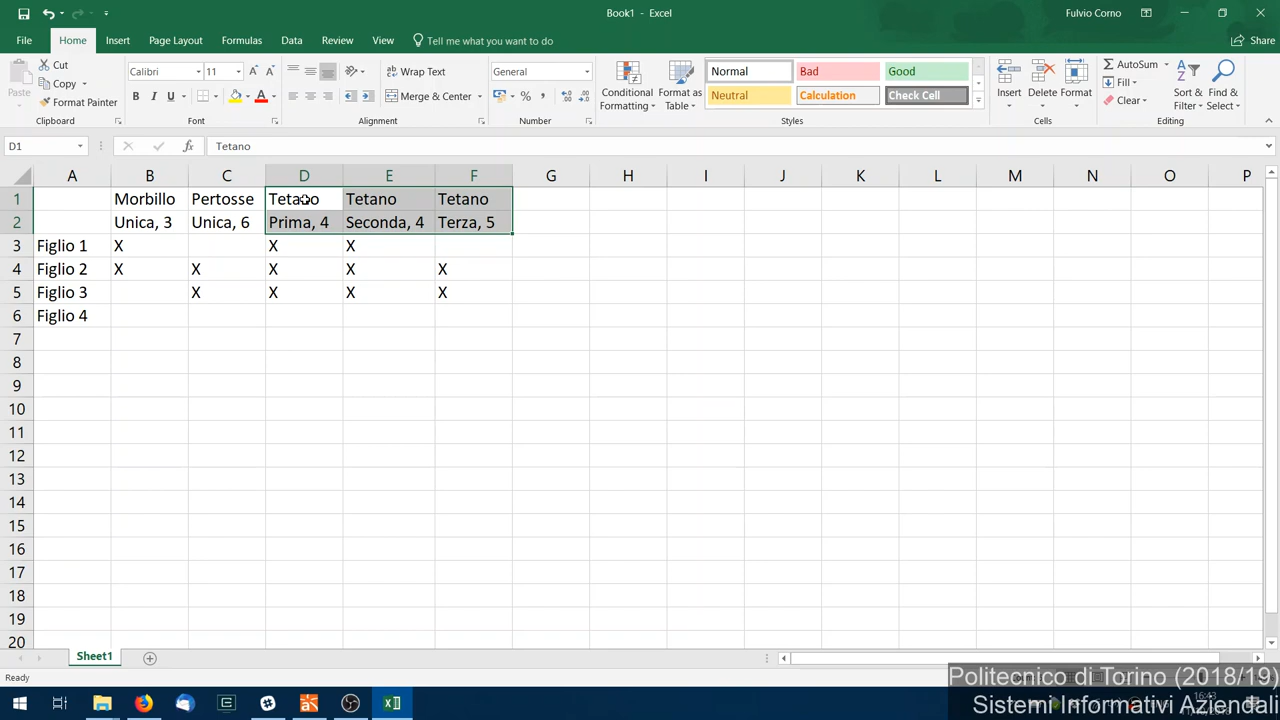 Book1 - Excel
Fulvio Corno
File Home Insert Page Layout Formulas Data Review View Tell me what you want to do Share
Cut
Copy
Format Painter
Paste
Clipboard
Calibri 11
B I U
Font
Wrap Text
Merge & Center
Alignment
General
%
Number
Conditional Formatting
Format as Table
Normal Bad Good
Neutral Calculation Check Cell
Styles
Insert Delete Format
Cells
AutoSum
Fill
Clear
Sort & Filter
Find & Select
Editing
D1 fx Tetano
A B C D E F G H I J K L M N O P
1 Morbillo Pertosse Tetano Tetano Tetano
2 Unica, 3 Unica, 6 Prima, 4 Seconda, 4 Terza, 5
3 Figlio 1 X X X
4 Figlio 2 X X X X X
5 Figlio 3 X X X X
6 Figlio 4
7
8
9
10
11
12
13
14
15
16
17
18
19
20
Sheet1
Ready
Politecnico di Torino (2018/19)
Sistemi Informativi Aziendali
16:43